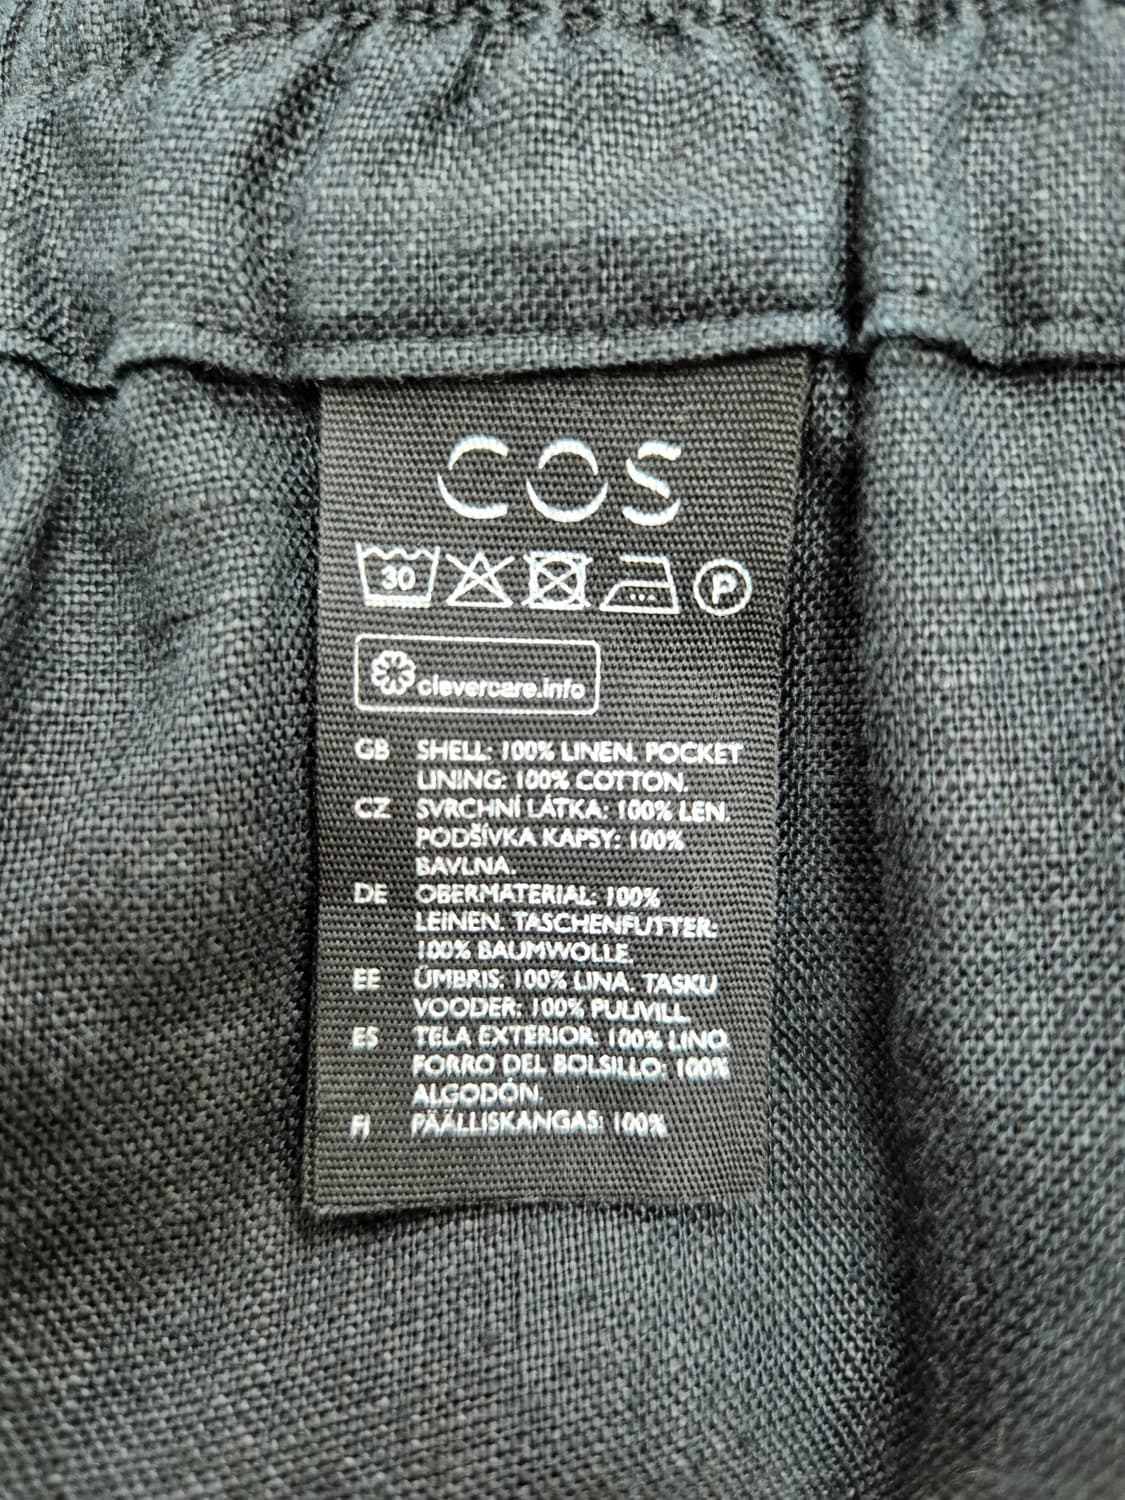 COS
30
P
clevercare.info
GB SHELL: 100% LINEN. POCKET
LINING: 100% COTTON.
CZ SVRCHNÍ LÁTKA: 100% LEN.
PODŠÍVKA KAPSY: 100%
BAVLNA.
DE OBERMATERIAL: 100%
LEINEN. TASCHENFUTTER:
100% BAUMWOLLE.
EE ÜMBRIS: 100% LINA. TASKU
VOODER: 100% PUUVILL.
ES TELA EXTERIOR: 100% LINO.
FORRO DEL BOLSILLO: 100%
ALGODÓN
FI PÄÄLLISKANGAS: 100%